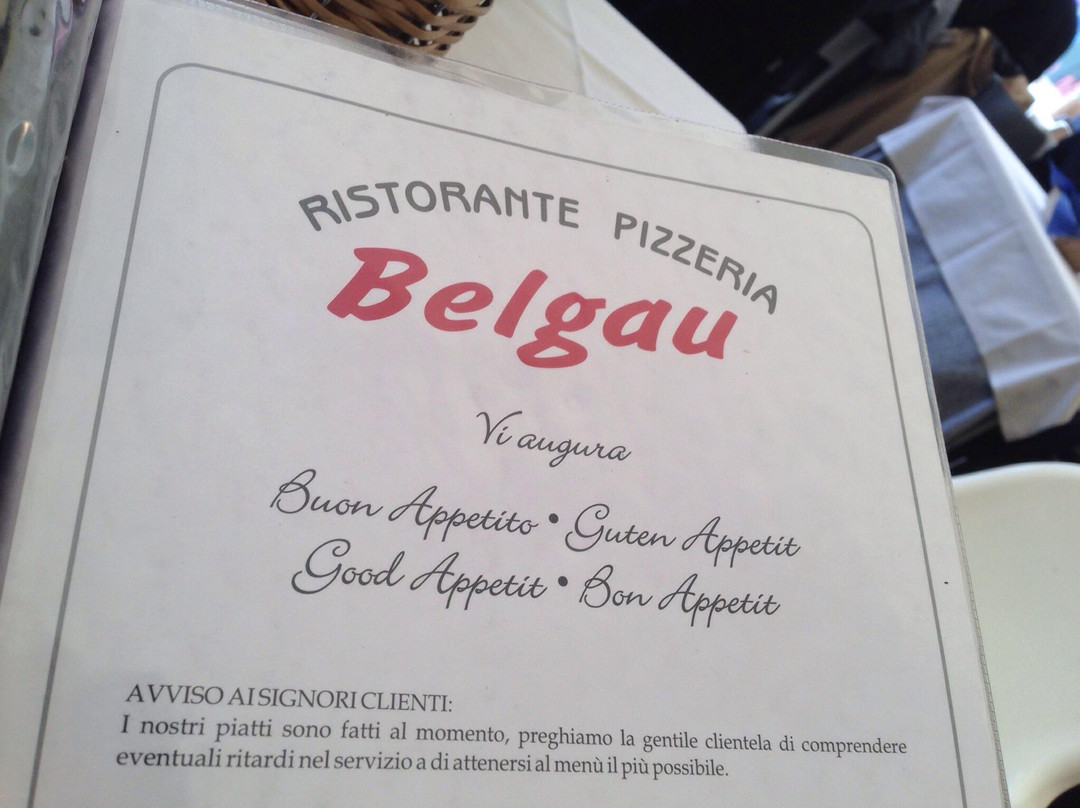 RISTORANTE PIZZERIA
Belgau
Vi augura
Buon Appetito • Guten Appetit
Good Appetit • Bon Appetit
AVVISO AI SIGNORI CLIENTI:
I nostri piatti sono fatti al momento, preghiamo la gentile clientela di comprendere
eventuali ritardi nel servizio a di attenersi al menù il più possibile.